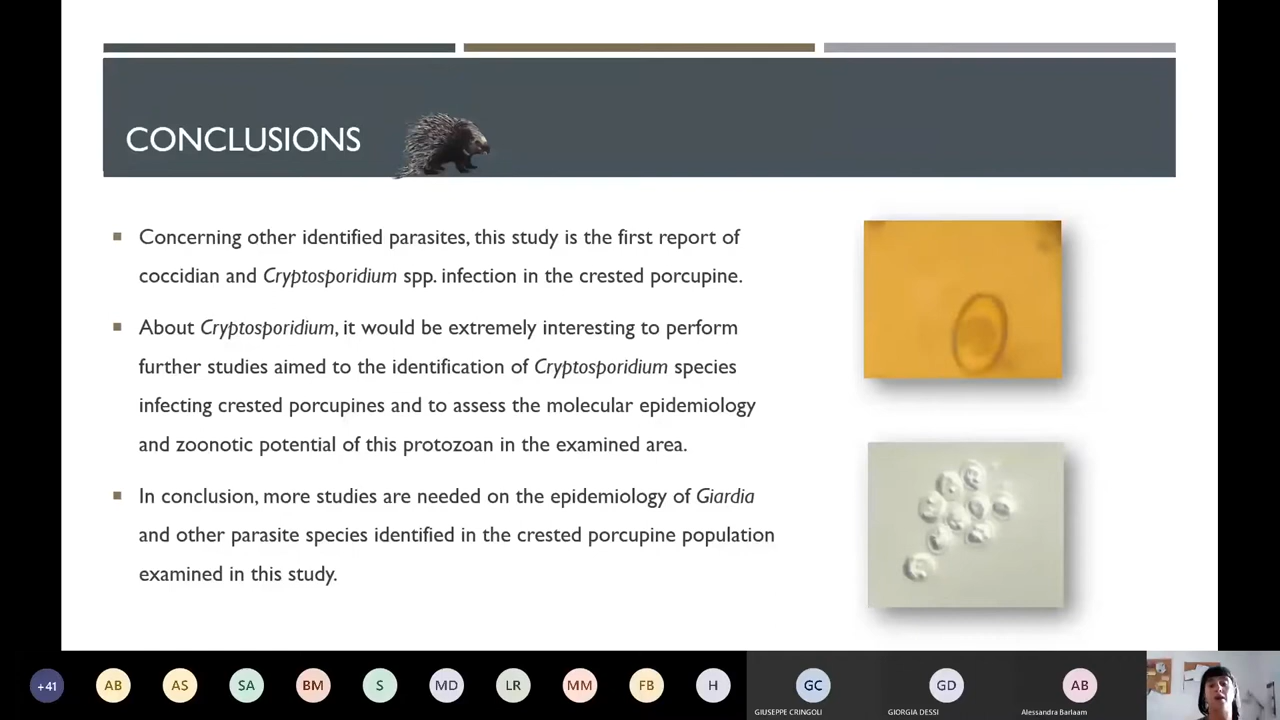 CONCLUSIONS
Concerning other identified parasites, this study is the first report of
coccidian and Cryptosporidium spp. infection in the crested porcupine.
About Cryptosporidium, it would be extremely interesting to perform
further studies aimed to the identification of Cryptosporidium species
infecting crested porcupines and to assess the molecular epidemiology
and zoonotic potential of this protozoan in the examined area.
In conclusion, more studies are needed on the epidemiology of Giardia
and other parasite species identified in the crested porcupine population
examined in this study.
+41
AB
AS
SA
BM
S
MD
LR
MM
FB
H
GC
GD
AB
GIUSEPPE CRINGOLI
GIORGIA DESSI
Alessandra Barlaam